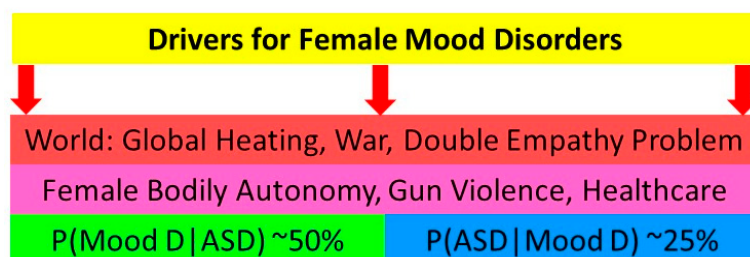 Drivers for Female Mood Disorders
World: Global Heating, War, Double Empathy Problem
Female Bodily Autonomy, Gun Violence, Healthcare
P(Mood D|ASD) ~50%
P(ASD|Mood D) ~25%